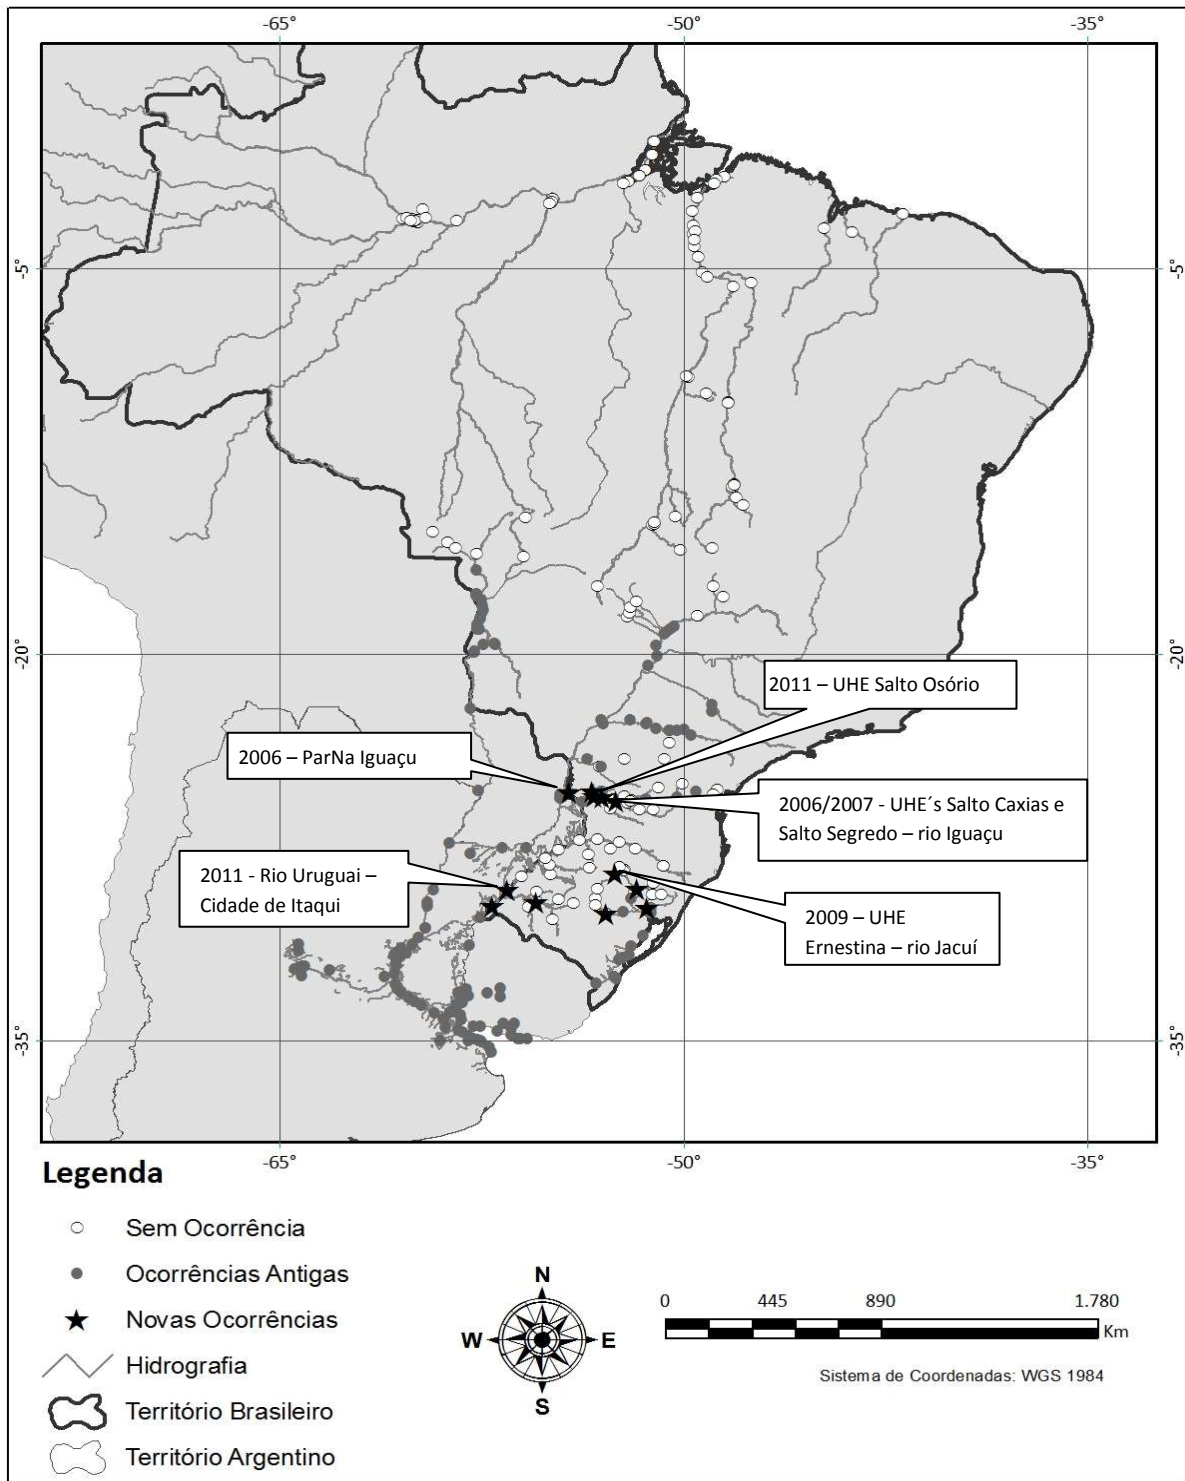 -65°
-50°
-35°
-5°
-5°
-20°
-20°
2011 – UHE Salto Osório
2006 – ParNa Iguaçu
2006/2007 - UHE´s Salto Caxias e
Salto Segredo – rio Iguaçu
2011 - Rio Uruguai –
Cidade de Itaqui
2009 – UHE
Ernestina – rio Jacuí
-35°
-35°
-65°
-50°
-35°
Legenda
Sem Ocorrência
Ocorrências Antigas
Novas Ocorrências
Hidrografia
Território Brasileiro
Território Argentino
N
W
E
S
0 445 890 1.780
Km
Sistema de Coordenadas: WGS 1984